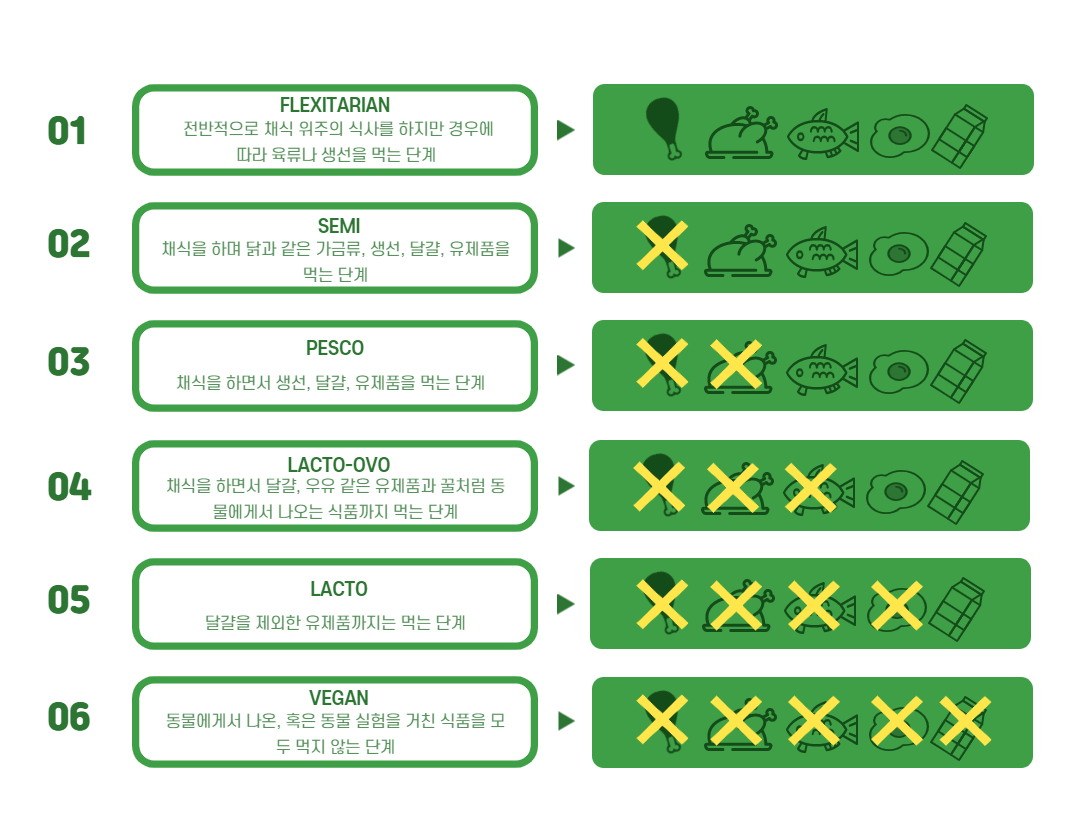 01
FLEXITARIAN
전반적으로 채식 위주의 식사를 하지만 경우에
따라 육류나 생선을 먹는 단계
02
SEMI
채식을 하며 닭과 같은 가금류, 생선, 달걀, 유제품을
먹는 단계
03
PESCO
채식을 하면서 생선, 달걀, 유제품을 먹는 단계
04
LACTO-OVO
채식을 하면서 달걀, 우유 같은 유제품과 꿀처럼 동
물에게서 나오는 식품까지 먹는 단계
05
LACTO
달걀을 제외한 유제품까지는 먹는 단계
06
VEGAN
동물에게서 나온, 혹은 동물 실험을 거친 식품을 모
두 먹지 않는 단계